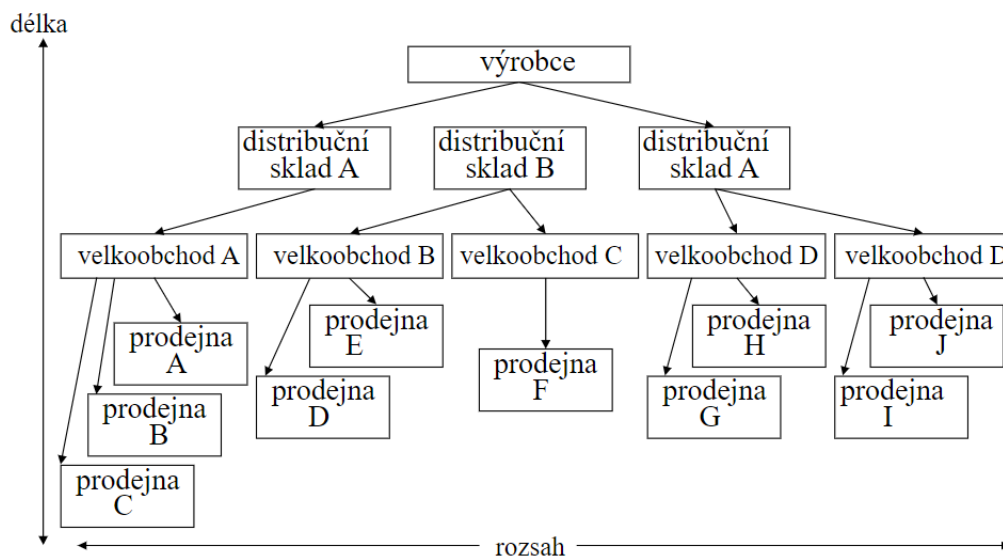 délka
výrobce
distribuční
sklad A
distribuční
sklad B
distribuční
sklad A
velkoobchod A
velkoobchod B
velkoobchod C
velkoobchod D
velkoobchod D
prodejna
A
prodejna
B
prodejna
C
prodejna
E
prodejna
D
prodejna
F
prodejna
H
prodejna
G
prodejna
J
prodejna
I
rozsah